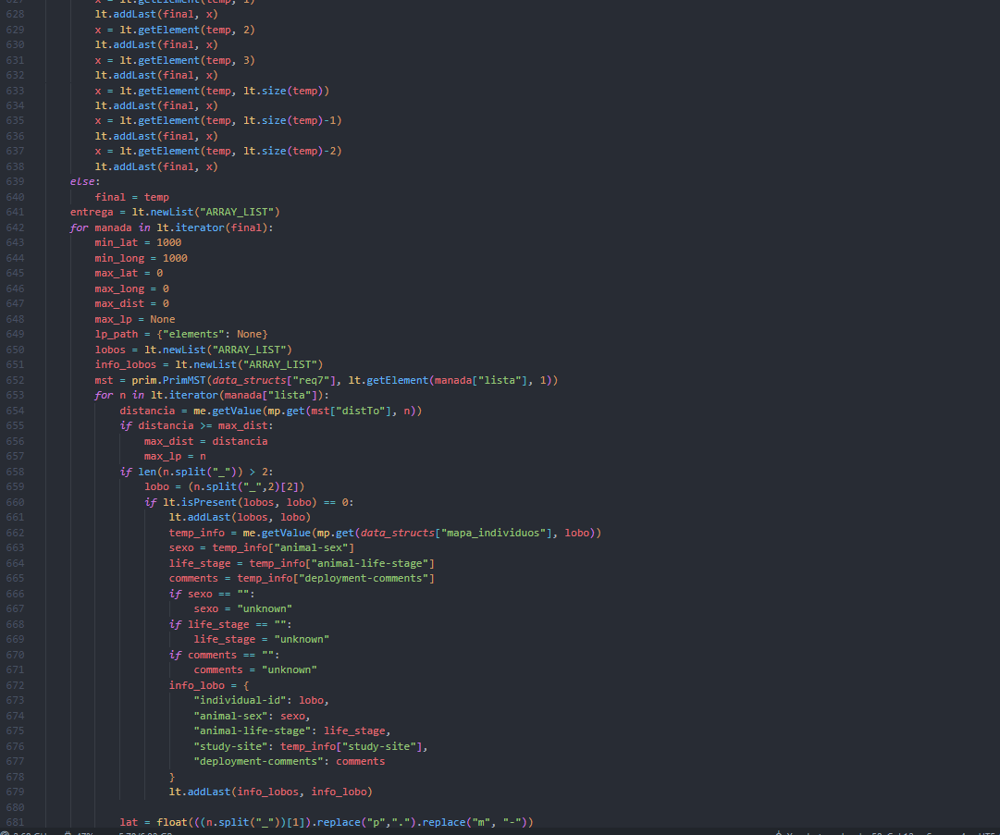 627 x = lt.getElement(temp, 1)
628 lt.addLast(final, x)
629 x = lt.getElement(temp, 2)
630 lt.addLast(final, x)
631 x = lt.getElement(temp, 3)
632 lt.addLast(final, x)
633 x = lt.getElement(temp, lt.size(temp))
634 lt.addLast(final, x)
635 x = lt.getElement(temp, lt.size(temp)-1)
636 lt.addLast(final, x)
637 x = lt.getElement(temp, lt.size(temp)-2)
638 lt.addLast(final, x)
639 else:
640 final = temp
641 entrega = lt.newList("ARRAY_LIST")
642 for manada in lt.iterator(final):
643 min_lat = 1000
644 min_long = 1000
645 max_lat = 0
646 max_long = 0
647 max_dist = 0
648 max_lp = None
649 lp_path = {"elements": None}
650 lobos = lt.newList("ARRAY_LIST")
651 info_lobos = lt.newList("ARRAY_LIST")
652 mst = prim.PrimMST(data_structs["req7"], lt.getElement(manada["lista"], 1))
653 for n in lt.iterator(manada["lista"]):
654 distancia = me.getValue(mp.get(mst["distTo"], n))
655 if distancia >= max_dist:
656 max_dist = distancia
657 max_lp = n
658 if len(n.split("_")) > 2:
659 lobo = (n.split("_",2)[2])
660 if lt.isPresent(lobos, lobo) == 0:
661 lt.addLast(lobos, lobo)
662 temp_info = me.getValue(mp.get(data_structs["mapa_individuos"], lobo))
663 sexo = temp_info["animal-sex"]
664 life_stage = temp_info["animal-life-stage"]
665 comments = temp_info["deployment-comments"]
666 if sexo == "":
667 sexo = "unknown"
668 if life_stage == "":
669 life_stage = "unknown"
670 if comments == "":
671 comments = "unknown"
672 info_lobo = {
673 "individual-id": lobo,
674 "animal-sex": sexo,
675 "animal-life-stage": life_stage,
676 "study-site": temp_info["study-site"],
677 "deployment-comments": comments
678 }
679 lt.addLast(info_lobos, info_lobo)
680
681 lat = float(((n.split("_"))[1]).replace("p",".").replace("m", "-"))